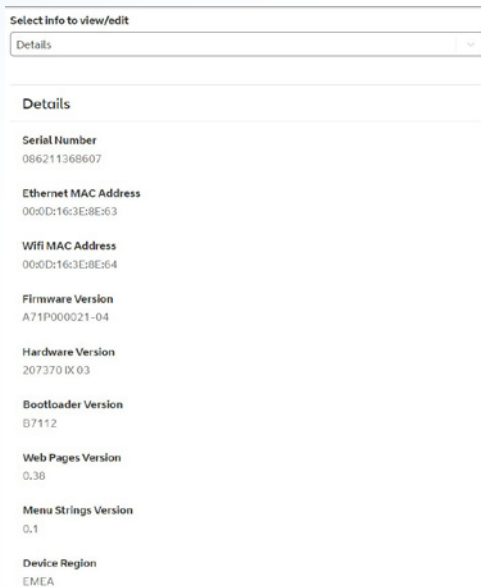 Select info to view/edit
Details
Details
Serial Number
086211368607
Ethernet MAC Address
00:0D:16:3E:8E:63
Wifi MAC Address
00:0D:16:3E:8E:64
Firmware Version
A71P000021-04
Hardware Version
207370 IX 03
Bootloader Version
B7112
Web Pages Version
0.38
Menu Strings Version
0.1
Device Region
EMEA